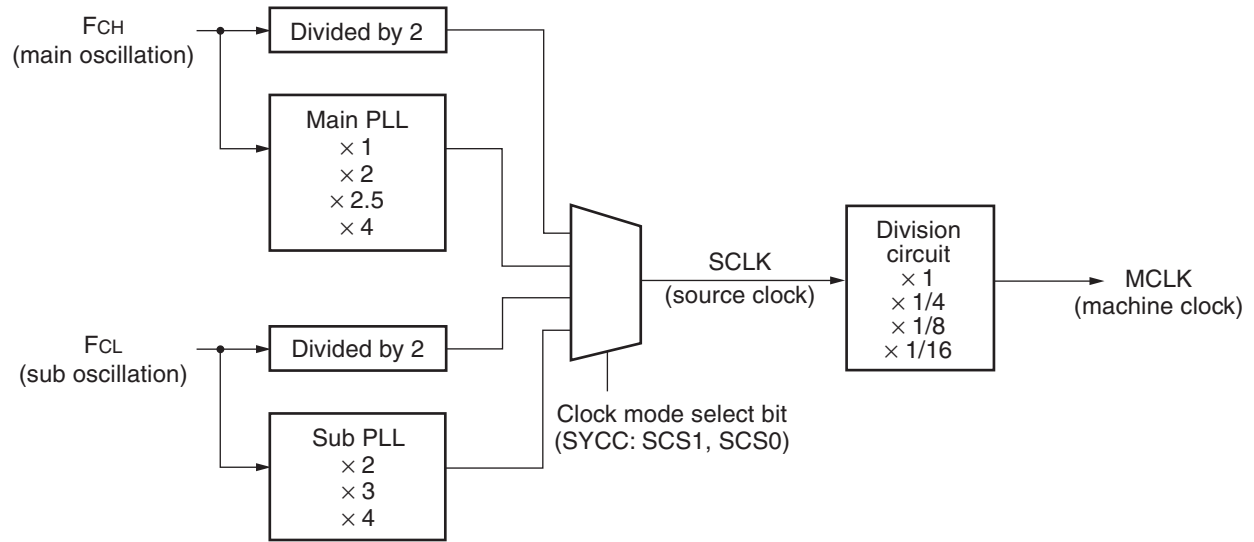 FCH
(main oscillation)
Divided by 2
Main PLL
× 1
× 2
× 2.5
× 4
FCL
(sub oscillation)
Divided by 2
Sub PLL
× 2
× 3
× 4
Clock mode select bit
(SYCC: SCS1, SCS0)
SCLK
(source clock)
Division
circuit
× 1
× 1/4
× 1/8
× 1/16
MCLK
(machine clock)